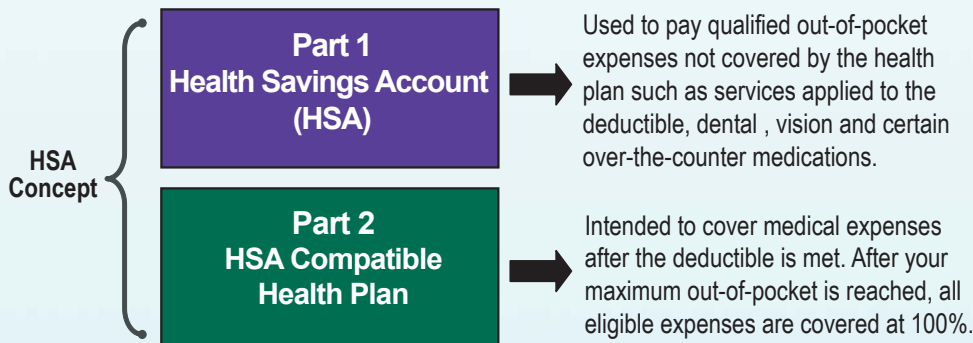 HSA
Concept
Part 1
Health Savings Account
(HSA)
Used to pay qualified out-of-pocket
expenses not covered by the health
plan such as services applied to the
deductible, dental , vision and certain
over-the-counter medications.
Part 2
HSA Compatible
Health Plan
Intended to cover medical expenses
after the deductible is met. After your
maximum out-of-pocket is reached, all
eligible expenses are covered at 100%.